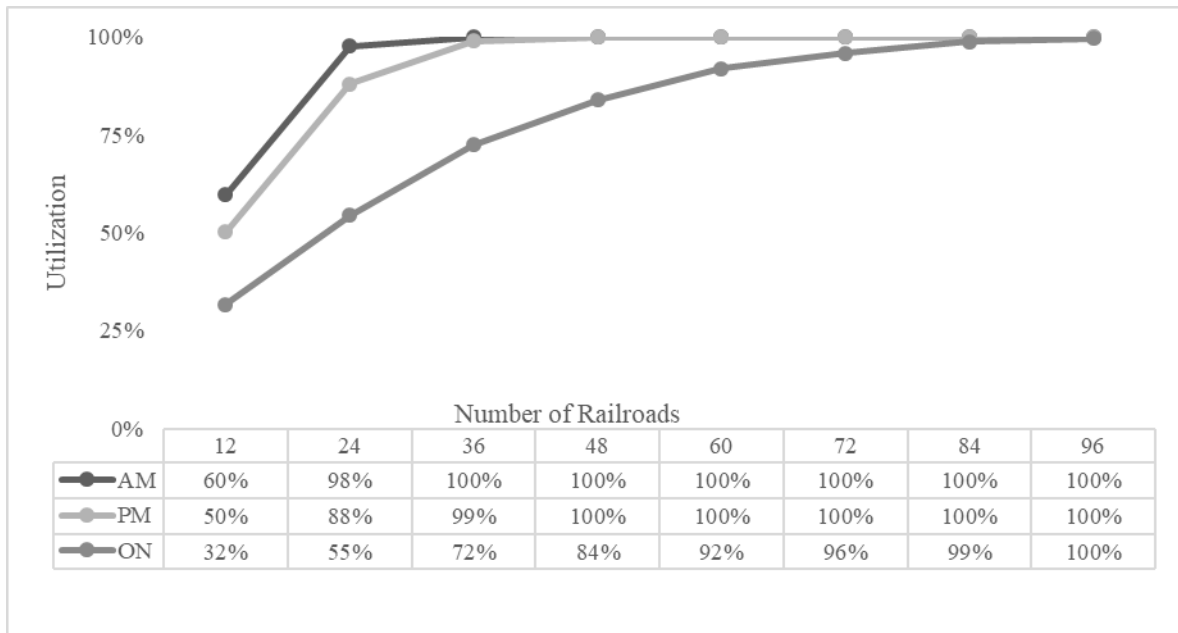 100%
75%
50%
25%
0%
Utilization
Number of Railroads
12 24 36 48 60 72 84 96
AM 60% 98% 100% 100% 100% 100% 100% 100%
PM 50% 88% 99% 100% 100% 100% 100% 100%
ON 32% 55% 72% 84% 92% 96% 99% 100%